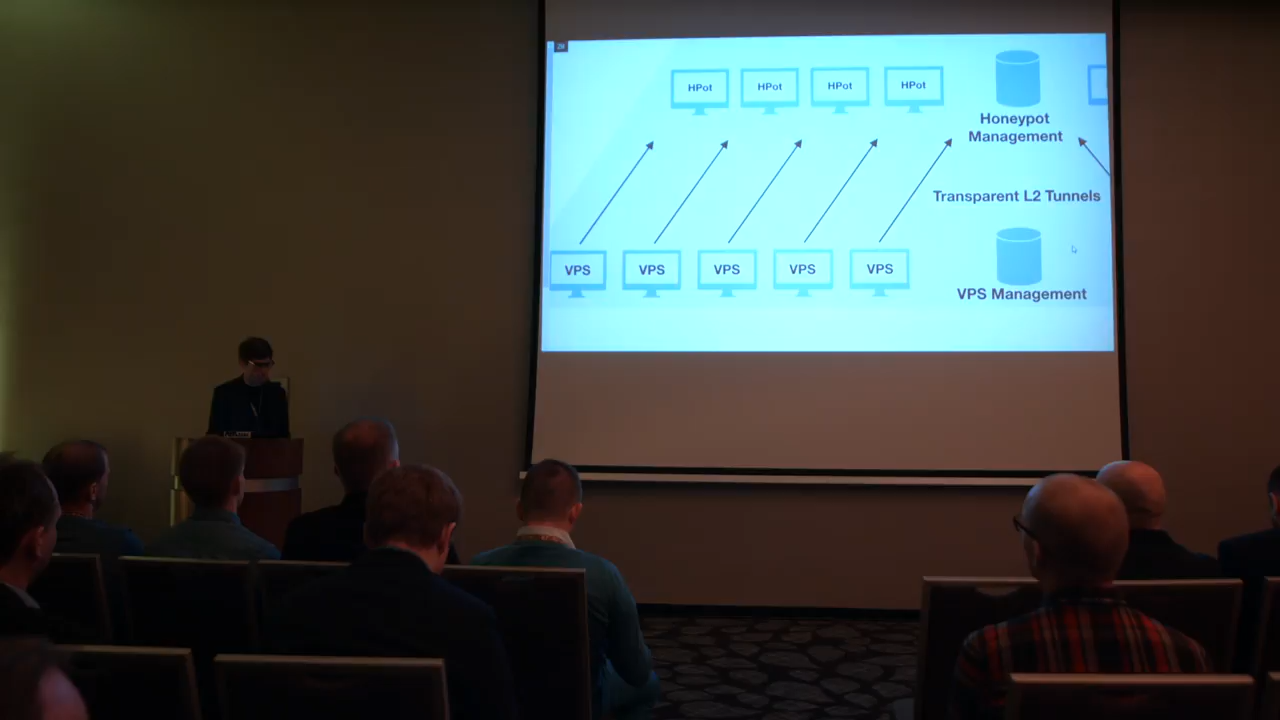 HPot HPot HPot HPot
Honeypot
Management
Transparent L2 Tunnels
VPS VPS VPS VPS VPS
VPS Management